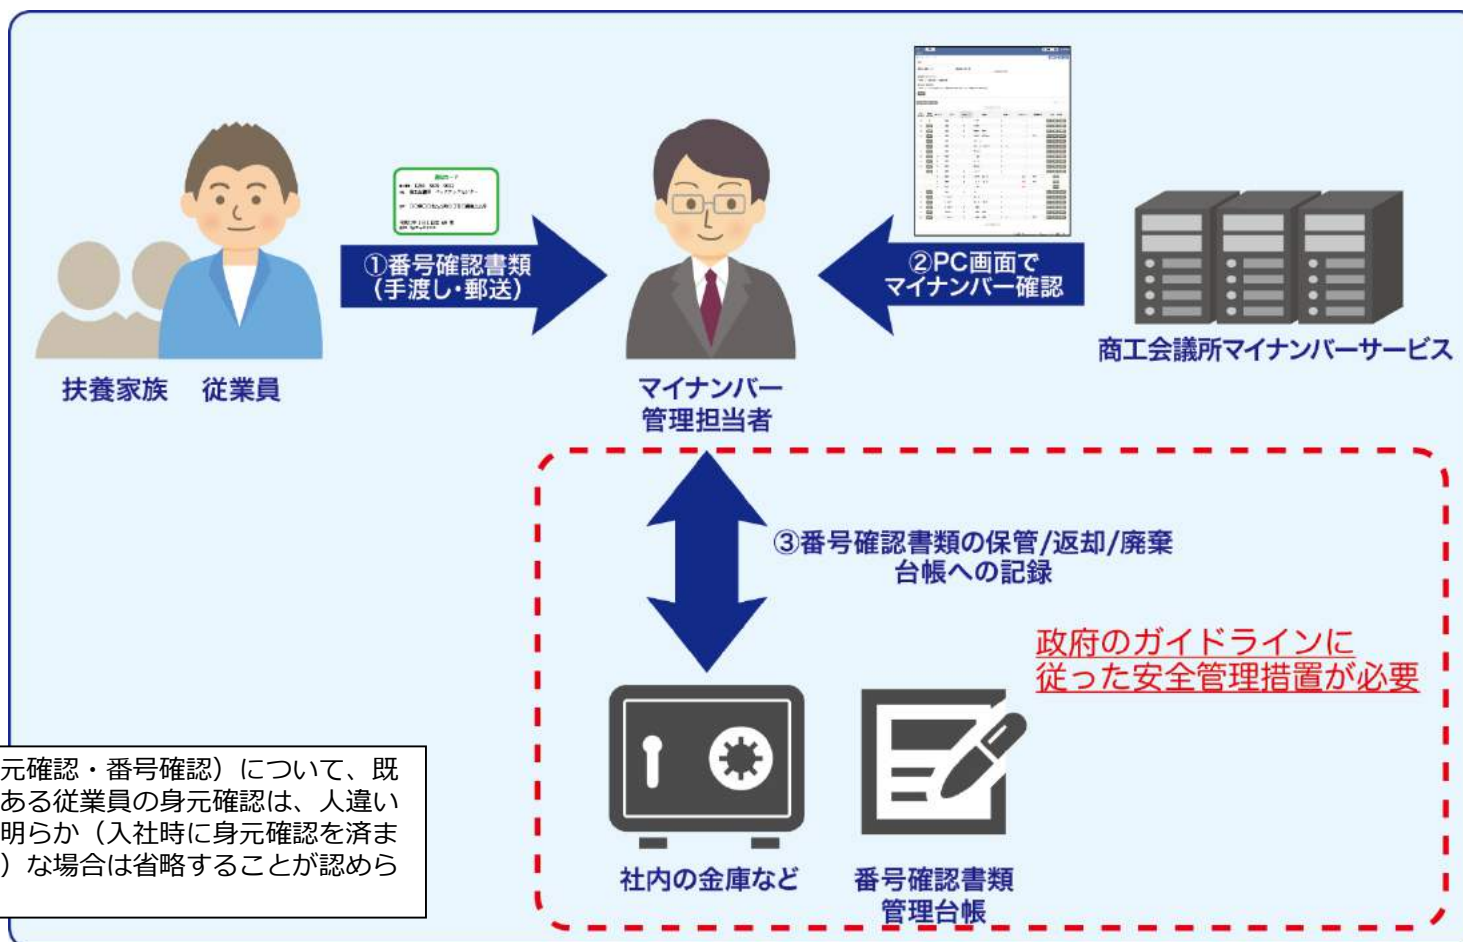 ①番号確認書類
(手渡し・郵送)
②PC画面で
マイナンバー確認
商工会議所マイナンバーサービス
扶養家族 従業員
マイナンバー
管理担当者
③番号確認書類の保管/返却/廃棄
台帳への記録
政府のガイドラインに
従った安全管理措置が必要
元確認・番号確認）について、既
ある従業員の身元確認は、人違い
明らか（入社時に身元確認を済ま
）な場合は省略することが認めら
社内の金庫など
番号確認書類
管理台帳